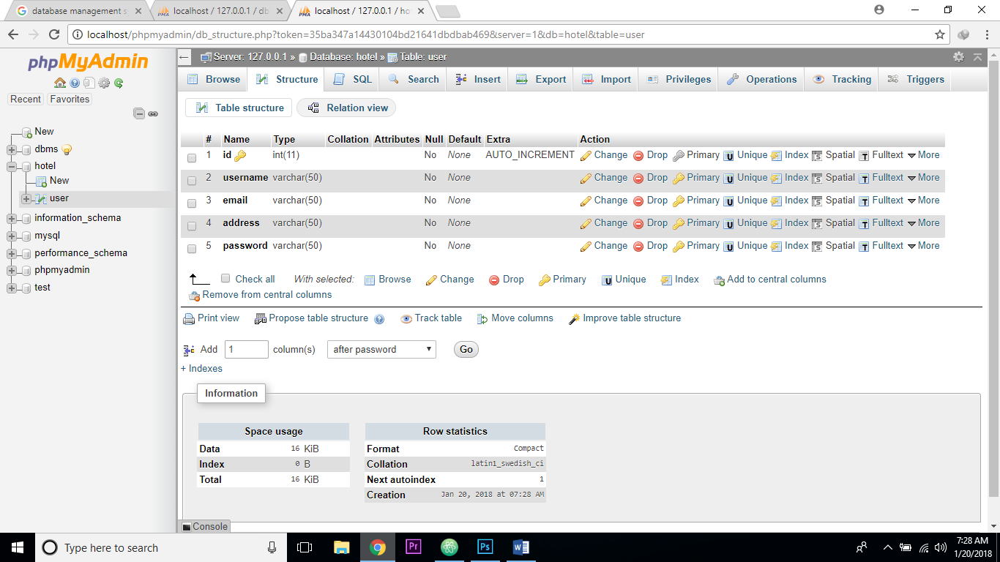 database management s
localhost / 127.0.0.1 / db
localhost / 127.0.0.1 / ho
localhost/phpmyadmin/db_structure.php?token=35ba347a14430104bd21641dbdbab469&server=1&db=hotel&table=user
phpMyAdmin
Recent Favorites
New
dbms
hotel
New
user
information_schema
mysql
performance_schema
phpmyadmin
test
Server: 127.0.0.1 » Database: hotel » Table: user
Browse Structure SQL Search Insert Export Import Privileges Operations Tracking Triggers
Table structure Relation view
# Name Type Collation Attributes Null Default Extra Action
1 id int(11) No None AUTO_INCREMENT Change Drop Primary Unique Index Spatial Fulltext More
2 username varchar(50) No None Change Drop Primary Unique Index Spatial Fulltext More
3 email varchar(50) No None Change Drop Primary Unique Index Spatial Fulltext More
4 address varchar(50) No None Change Drop Primary Unique Index Spatial Fulltext More
5 password varchar(50) No None Change Drop Primary Unique Index Spatial Fulltext More
Check all With selected: Browse Change Drop Primary Unique Index Add to central columns
Remove from central columns
Print view Propose table structure Track table Move columns Improve table structure
Add 1 column(s) after password Go
+ Indexes
Information
Space usage
Data 16 KiB
Index 0 B
Total 16 KiB
Row statistics
Format Compact
Collation latin1_swedish_ci
Next autoindex 1
Creation Jan 20, 2018 at 07:28 AM
Console
Type here to search
7:28 AM
1/20/2018